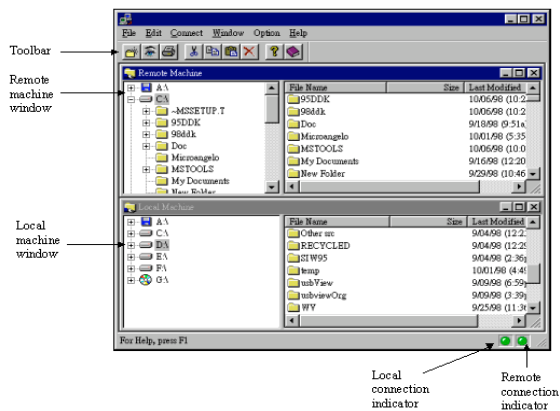 File Edit Connect Window Option Help
Toolbar
Remote machine window
Remote Machine
A:\
C:\
~MSSETUP.T
95DDK
98ddk
Doc
Microangelo
MSTOOLS
My Documents
New Folder
File Name Size Last Modified
95DDK 10/06/98 (10:2
98ddk 10/06/98 (10:2
Doc 9/18/98 (9:51a
Microangelo 10/01/98 (5:35
MSTOOLS 10/06/98 (10:0
My Documents 9/16/98 (12:20
New Folder 9/29/98 (10:46
Local machine window
Local Machine
A:\
C:\
D:\
E:\
F:\
G:\
File Name Size Last Modified
Other src 9/04/98 (12:2
RECYCLED 9/04/98 (12:29
SIW95 9/04/98 (2:36p
temp 10/01/98 (4:49
usbView 9/09/98 (6:59p
usbviewOrg 9/09/98 (3:39p
WV 9/25/98 (11:36
For Help, press F1
Local connection indicator
Remote connection indicator